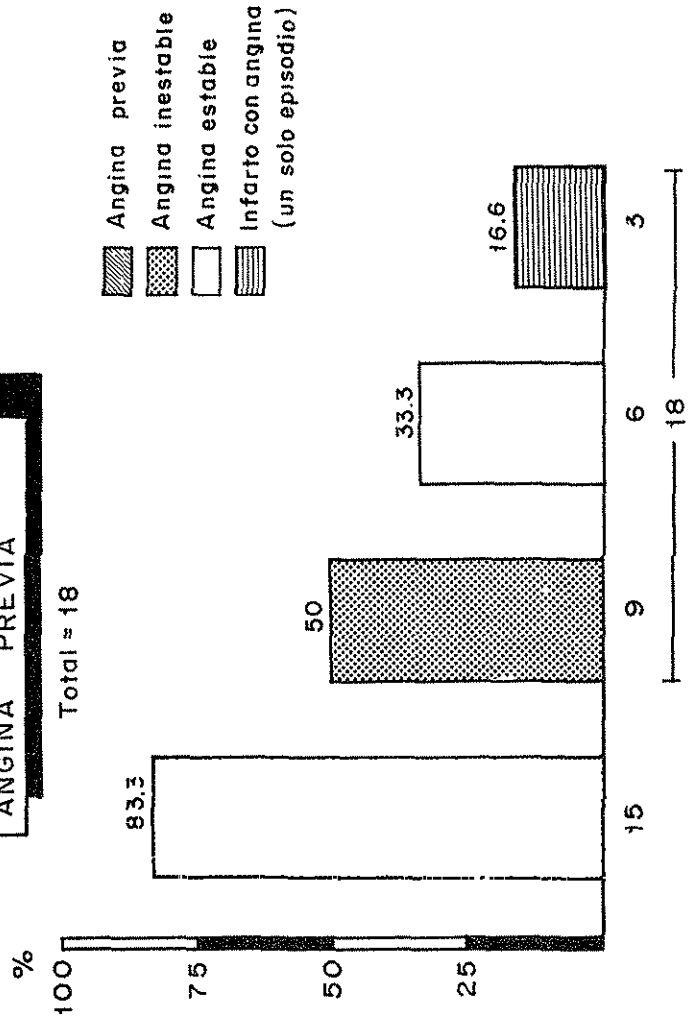 ANGINA PREVIA
Total = 18
%
100
75
50
25
83.3
50
33.3
16.6
15
9
6
3
18
Angina previa
Angina inestable
Angina estable
Infarto con angina
(un solo episodio)